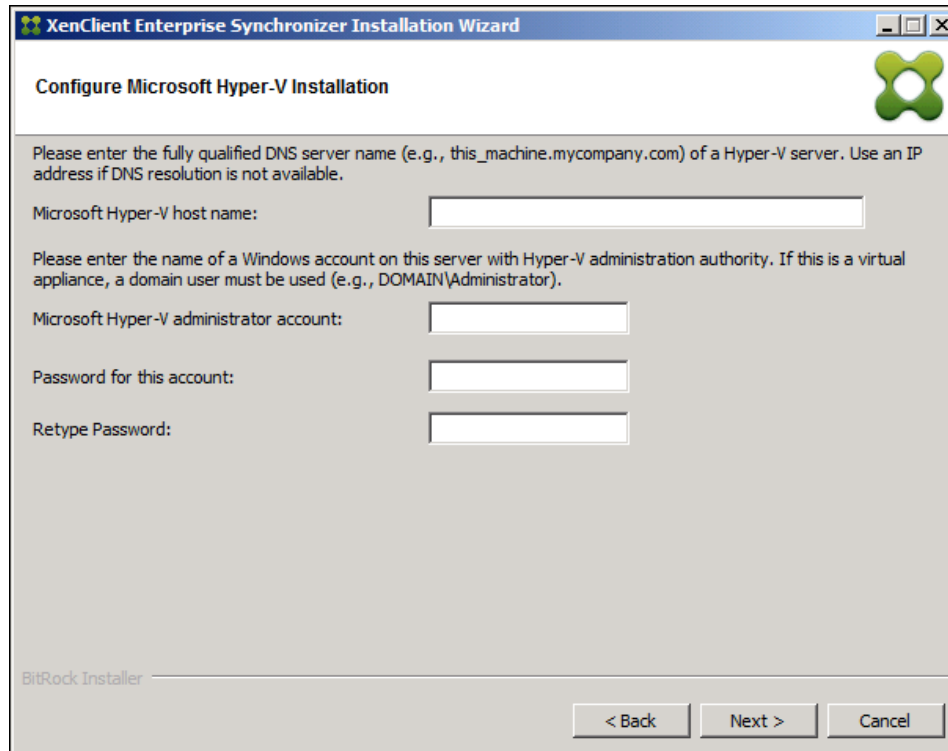 XenClient Enterprise Synchronizer Installation Wizard
Configure Microsoft Hyper-V Installation
Please enter the fully qualified DNS server name (e.g., this_machine.mycompany.com) of a Hyper-V server. Use an IP
address if DNS resolution is not available.
Microsoft Hyper-V host name:
Please enter the name of a Windows account on this server with Hyper-V administration authority. If this is a virtual
appliance, a domain user must be used (e.g., DOMAIN\Administrator).
Microsoft Hyper-V administrator account:
Password for this account:
Retype Password:
BitRock Installer
< Back Next > Cancel